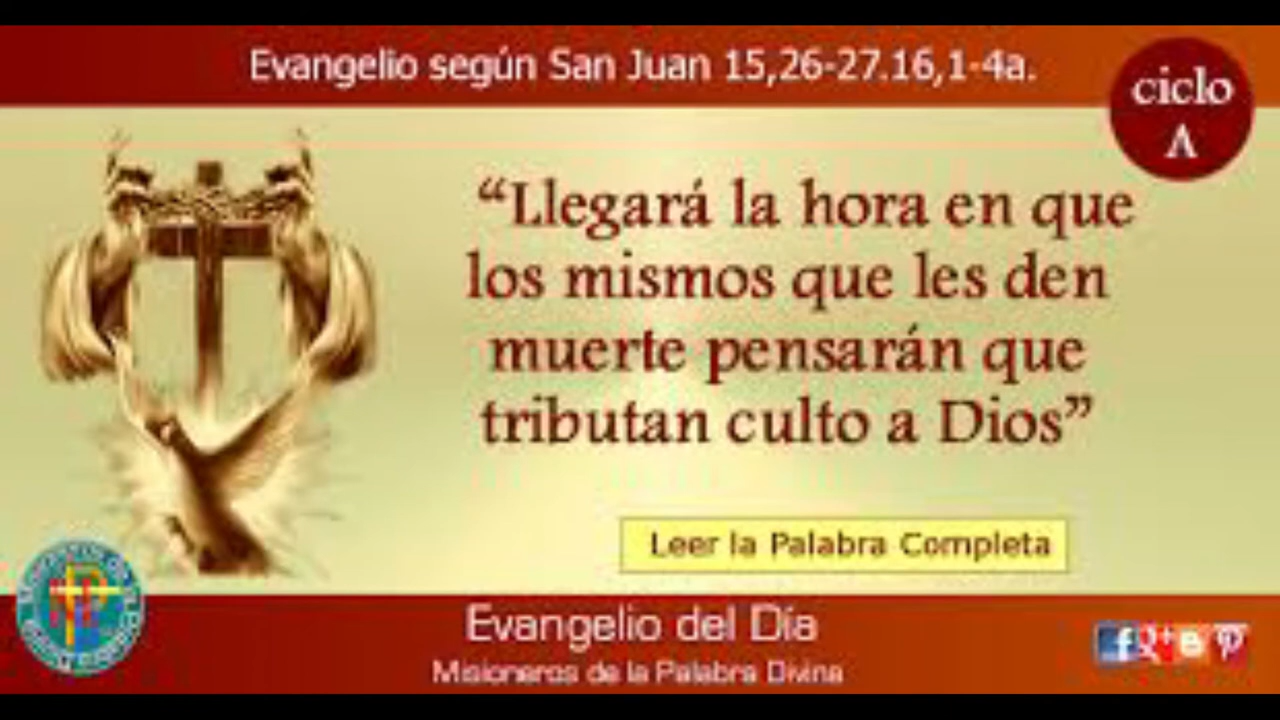 Evangelio según San Juan 15,26-27.16,1-4a.
ciclo
A
“Llegará la hora en que
los mismos que les den
muerte pensarán que
tributan culto a Dios”
Leer la Palabra Completa
Evangelio del Día
Misioneros de la Palabra Divina